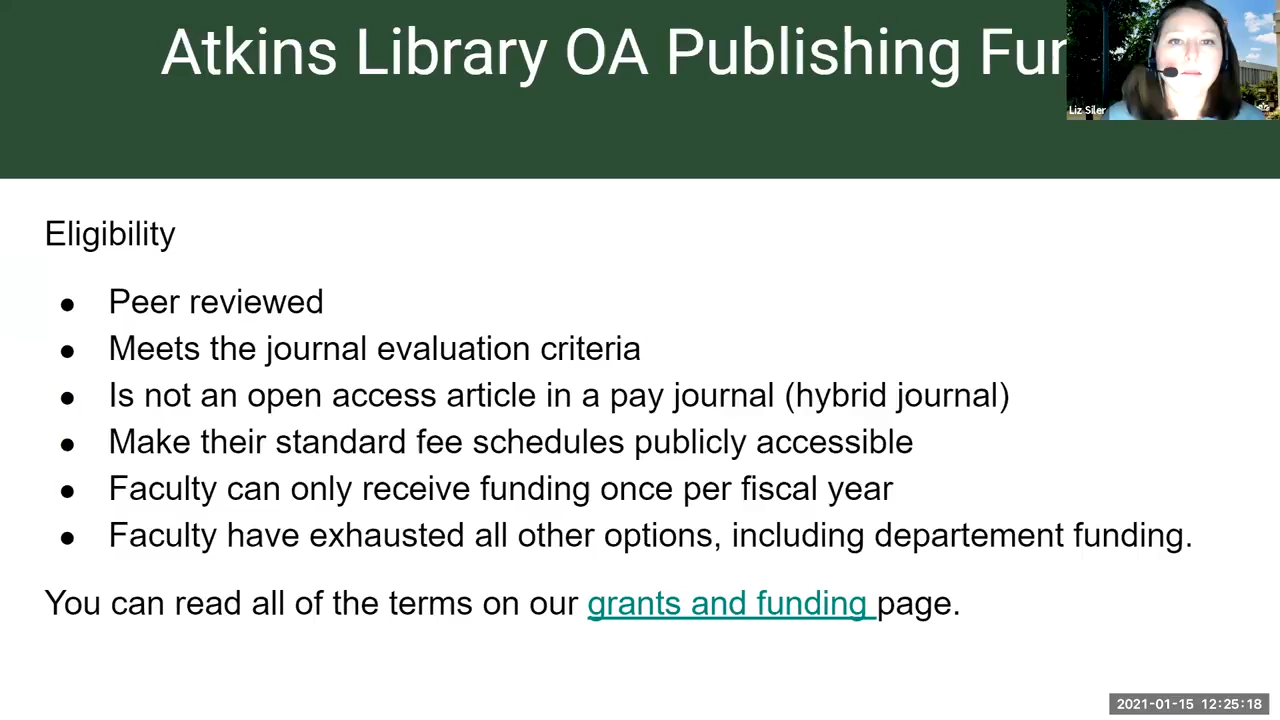 Atkins Library OA Publishing Fun
Liz Siler
Eligibility
● Peer reviewed
● Meets the journal evaluation criteria
● Is not an open access article in a pay journal (hybrid journal)
● Make their standard fee schedules publicly accessible
● Faculty can only receive funding once per fiscal year
● Faculty have exhausted all other options, including departement funding.
You can read all of the terms on our grants and funding page.
2021-01-15 12:25:18